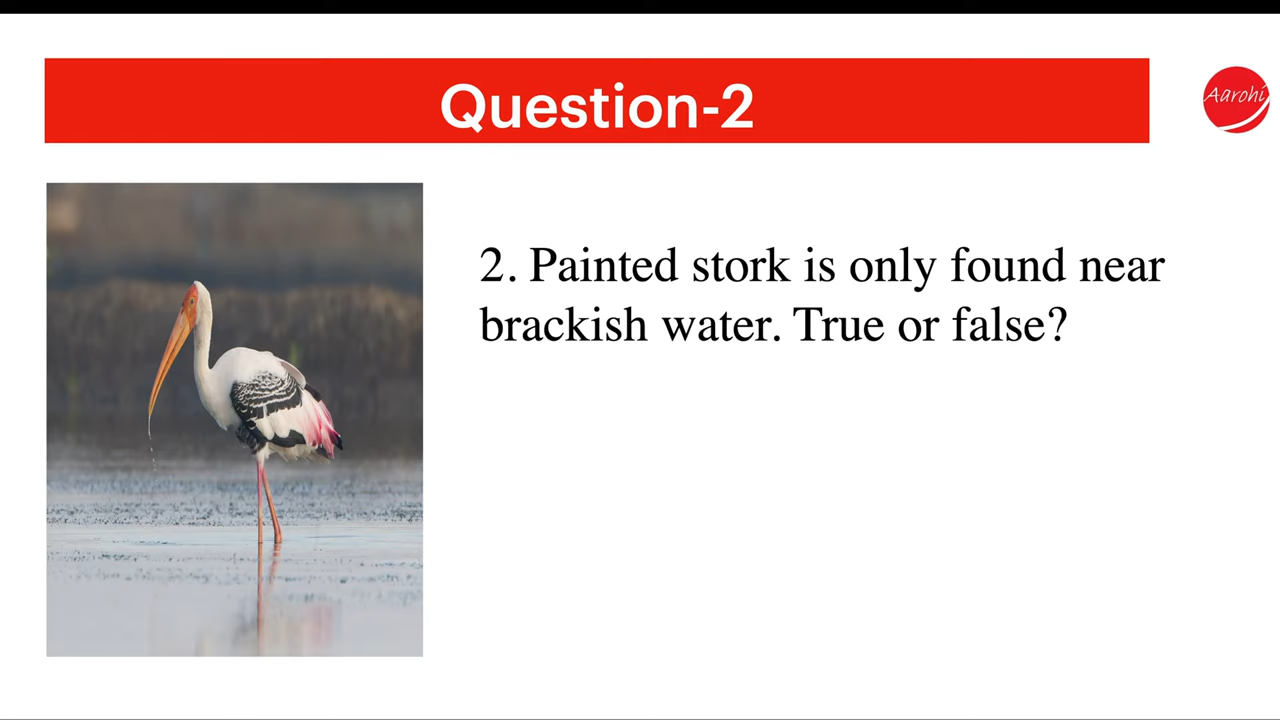 Question-2
Aarohi
2. Painted stork is only found near
brackish water. True or false?